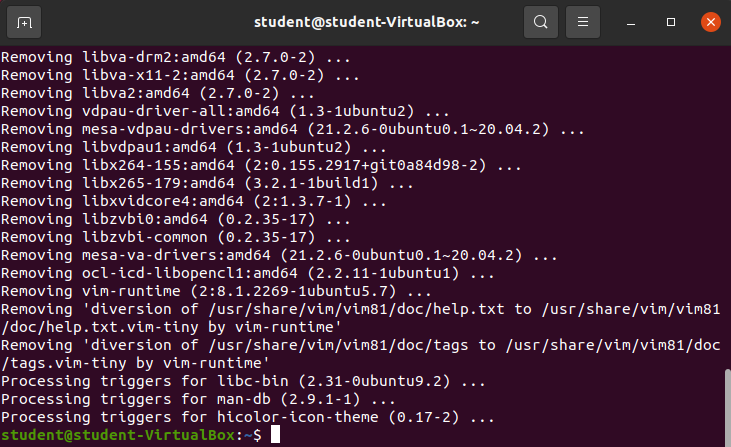 student@student-VirtualBox: ~
Removing libva-drm2:amd64 (2.7.0-2) ...
Removing libva-x11-2:amd64 (2.7.0-2) ...
Removing libva2:amd64 (2.7.0-2) ...
Removing vdpau-driver-all:amd64 (1.3-1ubuntu2) ...
Removing mesa-vdpau-drivers:amd64 (21.2.6-0ubuntu0.1~20.04.2) ...
Removing libvdpau1:amd64 (1.3-1ubuntu2) ...
Removing libx264-155:amd64 (2:0.155.2917+git0a84d98-2) ...
Removing libx265-179:amd64 (3.2.1-1build1) ...
Removing libxvidcore4:amd64 (2:1.3.7-1) ...
Removing libzvbi0:amd64 (0.2.35-17) ...
Removing libzvbi-common (0.2.35-17) ...
Removing mesa-va-drivers:amd64 (21.2.6-0ubuntu0.1~20.04.2) ...
Removing ocl-icd-libopencl1:amd64 (2.2.11-1ubuntu1) ...
Removing vim-runtime (2:8.1.2269-1ubuntu5.7) ...
Removing 'diversion of /usr/share/vim/vim81/doc/help.txt to /usr/share/vim/vim81
/doc/help.txt.vim-tiny by vim-runtime'
Removing 'diversion of /usr/share/vim/vim81/doc/tags to /usr/share/vim/vim81/doc
/tags.vim-tiny by vim-runtime'
Processing triggers for libc-bin (2.31-0ubuntu9.2) ...
Processing triggers for man-db (2.9.1-1) ...
Processing triggers for hicolor-icon-theme (0.17-2) ...
student@student-VirtualBox:~$